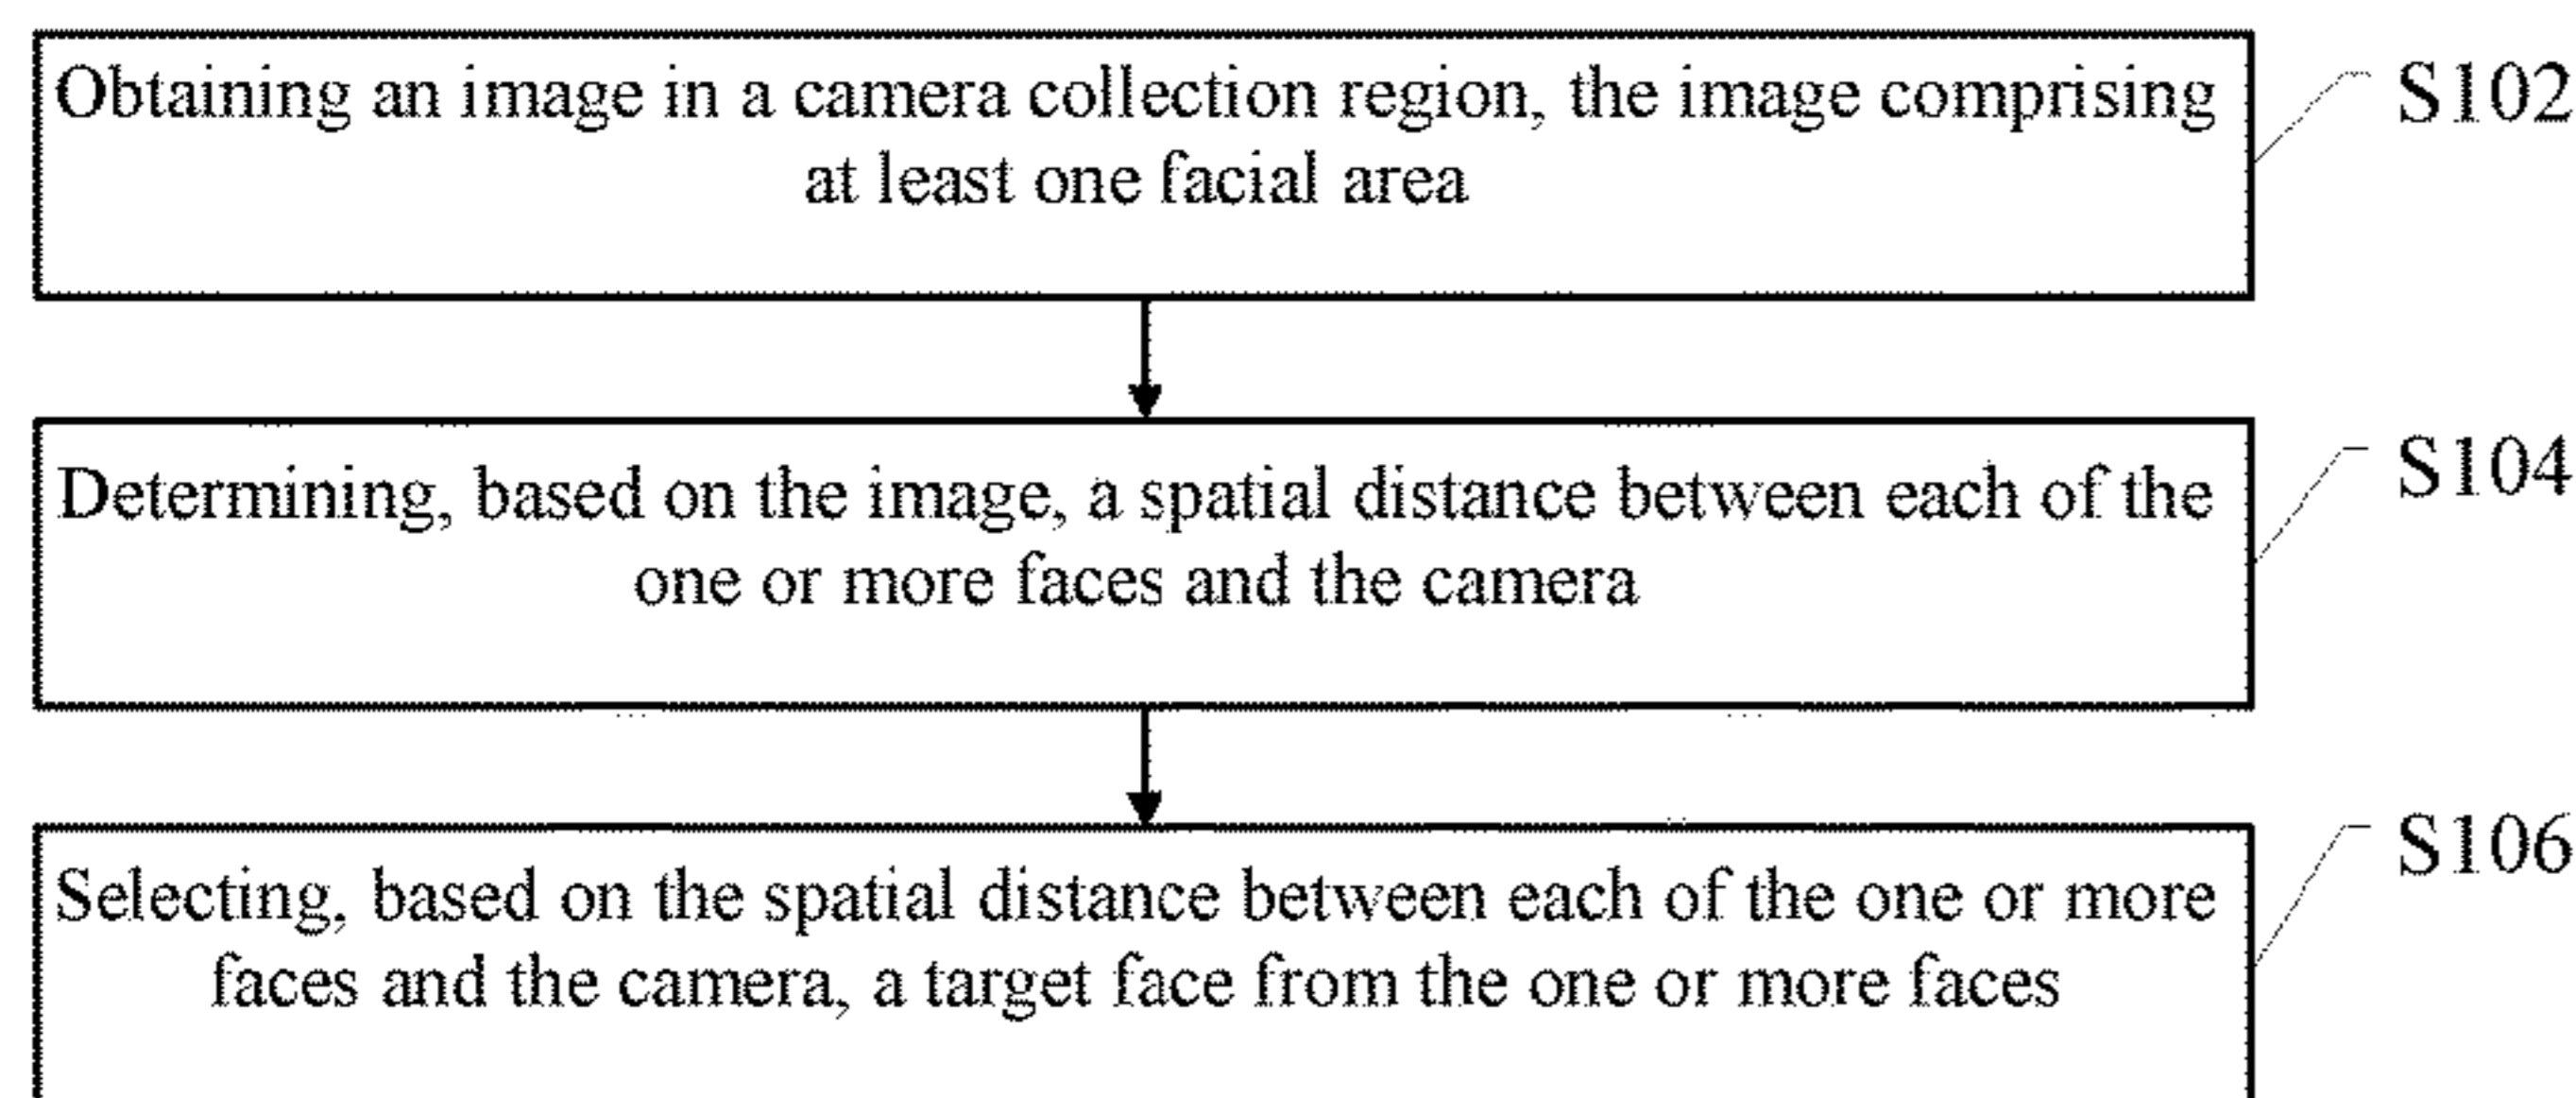 Obtaining an image in a camera collection region, the image comprising
at least one facial area
S102
Determining, based on the image, a spatial distance between each of the
one or more faces and the camera
S104
Selecting, based on the spatial distance between each of the one or more
faces and the camera, a target face from the one or more faces
S106